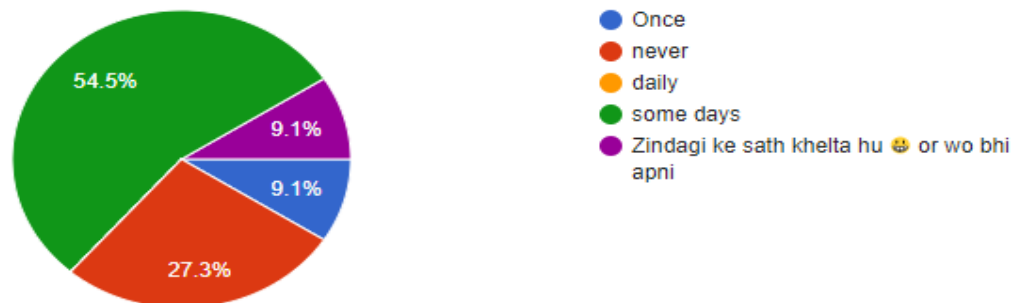 54.5%
9.1%
9.1%
27.3%
Once
never
daily
some days
Zindagi ke sath khelta hu 😀 or wo bhi
apni